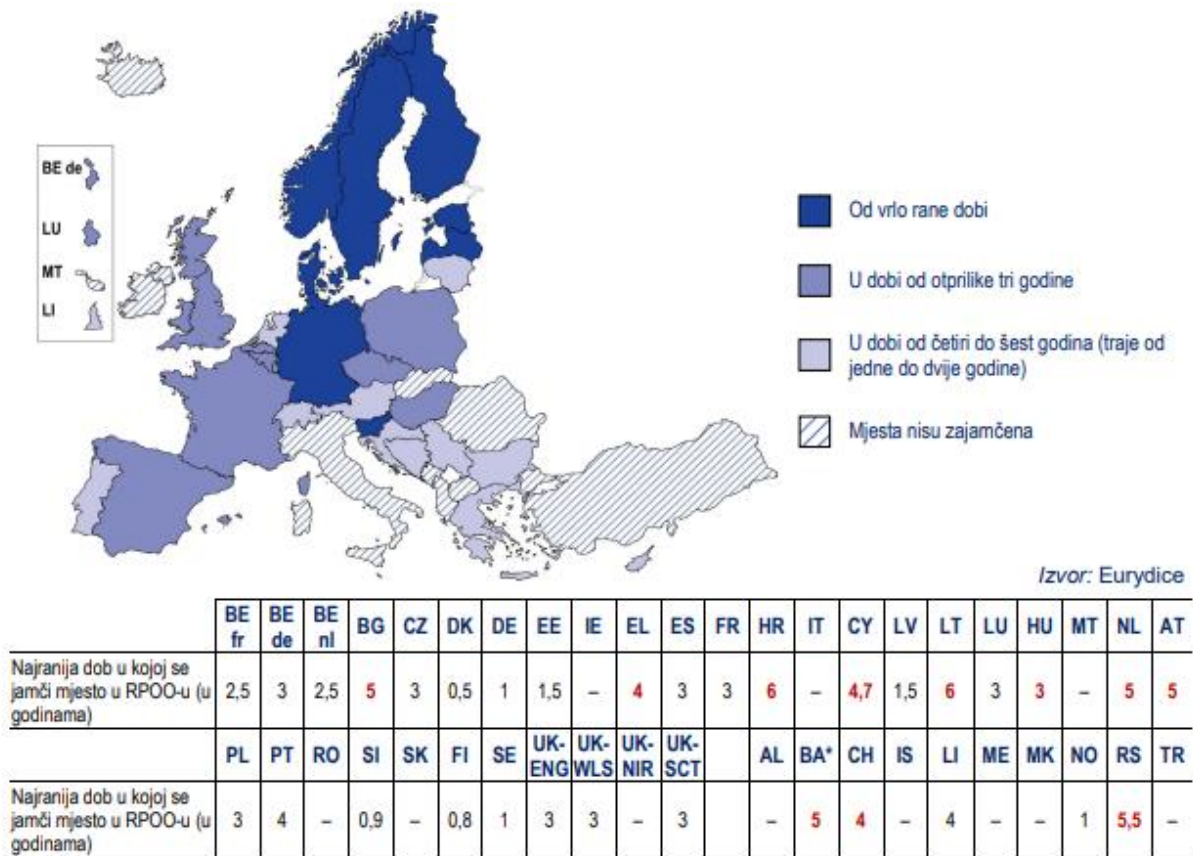 BE de
LU
MT
LI
Od vrlo rane dobi
U dobi od otprilike tri godine
U dobi od četiri do šest godina (traje od
jedne do dvije godine)
Mjesta nisu zajamčena
Izvor: Eurydice
BE fr BE de BE nl BG CZ DK DE EE IE EL ES FR HR IT CY LV LT LU HU MT NL AT
Najranija dob u kojoj se
jamči mjesto u RPOO-u (u
godinama)
2,5 3 2,5 5 3 0,5 1 1,5 – 4 3 3 6 – 4,7 1,5 6 3 3 – 5 5
PL PT RO SI SK FI SE UK-ENG UK-WLS UK-NIR UK-SCT AL BA* CH IS LI ME MK NO RS TR
Najranija dob u kojoj se
jamči mjesto u RPOO-u (u
godinama)
3 4 – 0,9 – 0,8 1 3 3 – 3 – 5 4 – 4 – – 1 5,5 –